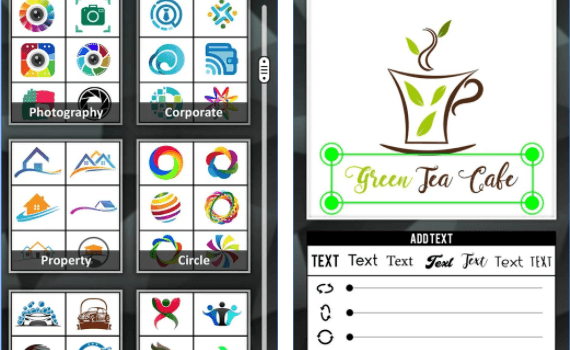 Photography
Corporate
Property
Circle
Green Tea Cafe
ADD TEXT
TEXT Text Text Text Text Text TEXT